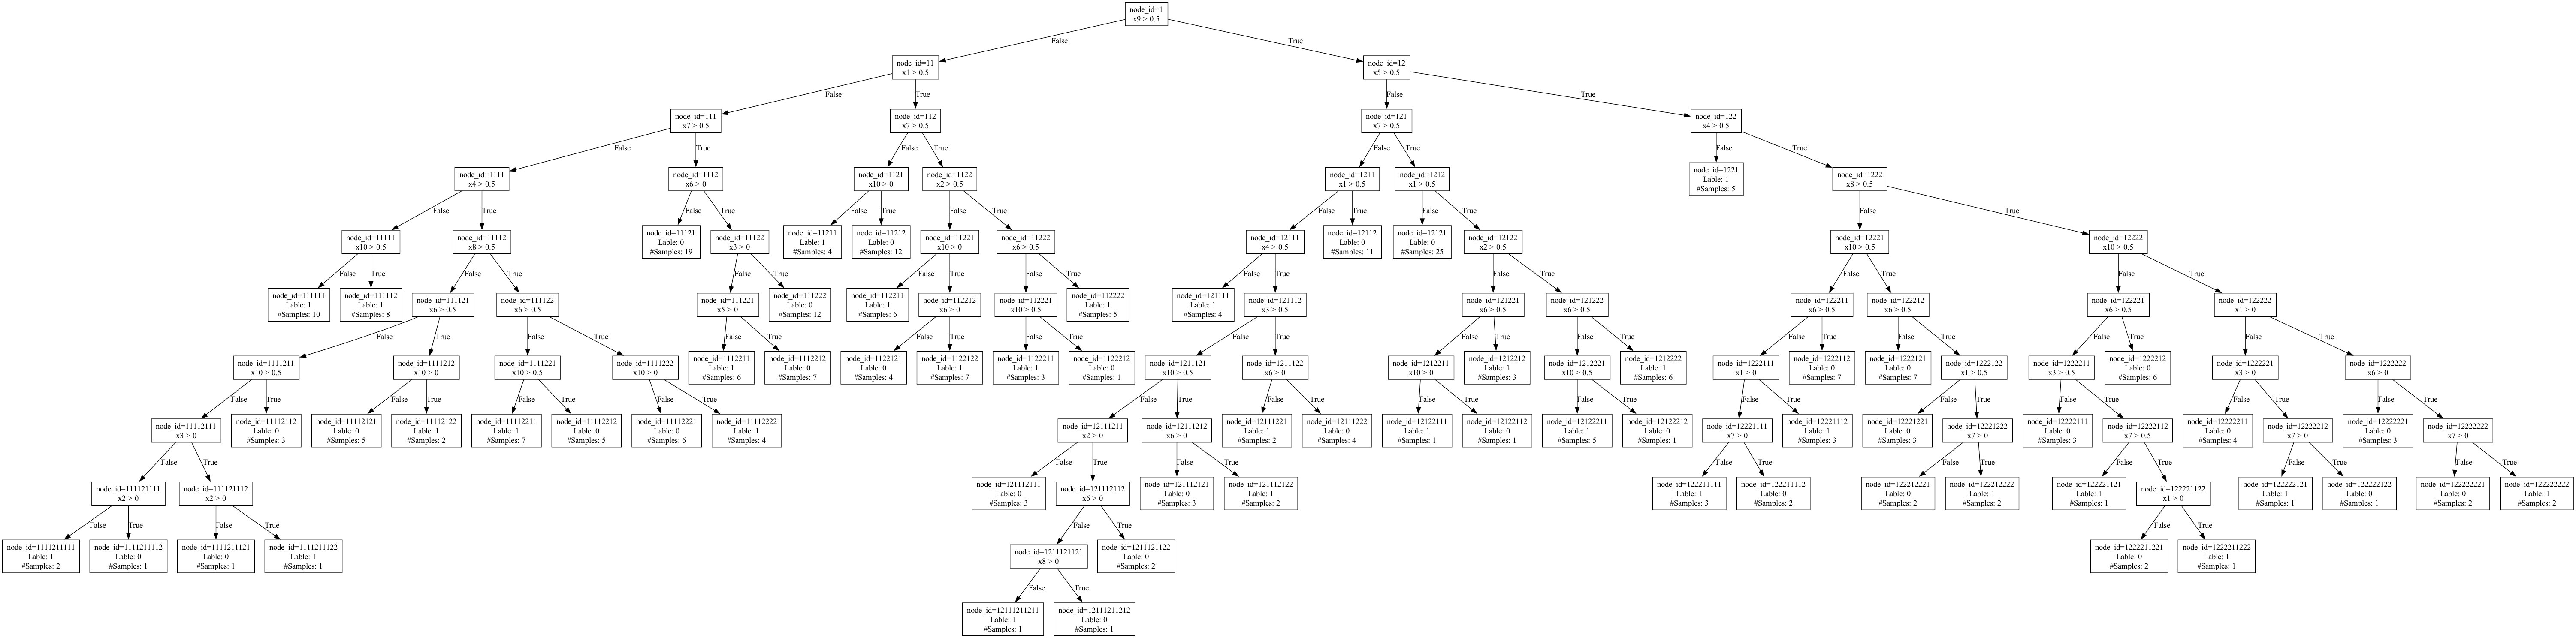 node_id=1
x9 > 0.5
False
True
node_id=11
x1 > 0.5
node_id=12
x5 > 0.5
False
True
False
True
node_id=111
x7 > 0.5
node_id=112
x7 > 0.5
node_id=121
x7 > 0.5
node_id=122
x4 > 0.5
False
True
False
True
False
True
False
True
node_id=1111
x4 > 0.5
node_id=1112
x6 > 0
node_id=1121
x10 > 0
node_id=1122
x2 > 0.5
node_id=1211
x1 > 0.5
node_id=1212
x1 > 0.5
node_id=1221
Lable: 1
#Samples: 5
node_id=1222
x8 > 0.5
False
True
False
True
False
True
False
True
False
True
False
True
False
True
node_id=11111
x10 > 0.5
node_id=11112
x8 > 0.5
node_id=11121
Lable: 0
#Samples: 19
node_id=11122
x3 > 0
node_id=11211
Lable: 1
#Samples: 4
node_id=11212
Lable: 0
#Samples: 12
node_id=11221
x10 > 0
node_id=11222
x6 > 0.5
node_id=12111
x4 > 0.5
node_id=12112
Lable: 0
#Samples: 11
node_id=12121
Lable: 0
#Samples: 25
node_id=12122
x2 > 0.5
node_id=12221
x10 > 0.5
node_id=12222
x10 > 0.5
False
True
False
True
False
True
False
True
False
True
False
True
False
True
False
True
False
True
node_id=111111
Lable: 1
#Samples: 10
node_id=111112
Lable: 1
#Samples: 8
node_id=111121
x6 > 0.5
node_id=111122
x6 > 0.5
node_id=111221
x5 > 0
node_id=111222
Lable: 0
#Samples: 12
node_id=112211
Lable: 1
#Samples: 6
node_id=112212
x6 > 0
node_id=112221
x10 > 0.5
node_id=112222
Lable: 1
#Samples: 5
node_id=121111
Lable: 1
#Samples: 4
node_id=121112
x3 > 0.5
node_id=121221
x6 > 0.5
node_id=121222
x6 > 0.5
node_id=122211
x6 > 0.5
node_id=122212
x6 > 0.5
node_id=122221
x6 > 0.5
node_id=122222
x1 > 0
False
True
False
True
False
True
False
True
False
True
False
True
False
True
False
True
False
True
False
True
False
True
False
True
node_id=1111211
x10 > 0.5
node_id=1111212
x10 > 0
node_id=1111221
x10 > 0.5
node_id=1111222
x10 > 0
node_id=1112211
Lable: 1
#Samples: 6
node_id=1112212
Lable: 0
#Samples: 7
node_id=1122121
Lable: 0
#Samples: 4
node_id=1122122
Lable: 1
#Samples: 7
node_id=1122211
Lable: 1
#Samples: 3
node_id=1122212
Lable: 0
#Samples: 1
node_id=1211121
x10 > 0.5
node_id=1211122
x6 > 0
node_id=1212211
x10 > 0
node_id=1212212
Lable: 1
#Samples: 3
node_id=1212221
x10 > 0.5
node_id=1212222
Lable: 1
#Samples: 6
node_id=1222111
x1 > 0
node_id=1222112
Lable: 0
#Samples: 7
node_id=1222121
Lable: 0
#Samples: 7
node_id=1222122
x1 > 0.5
node_id=1222211
x3 > 0.5
node_id=1222212
Lable: 0
#Samples: 6
node_id=1222221
x3 > 0
node_id=1222222
x6 > 0
False
True
False
True
False
True
False
True
False
True
False
True
False
True
False
True
False
True
False
True
False
True
False
True
False
True
node_id=11112111
x3 > 0
node_id=11112112
Lable: 0
#Samples: 3
node_id=11112121
Lable: 0
#Samples: 5
node_id=11112122
Lable: 1
#Samples: 2
node_id=11112211
Lable: 1
#Samples: 7
node_id=11112212
Lable: 0
#Samples: 5
node_id=11112221
Lable: 0
#Samples: 6
node_id=11112222
Lable: 1
#Samples: 4
node_id=12111211
x2 > 0
node_id=12111212
x6 > 0
node_id=12111221
Lable: 1
#Samples: 2
node_id=12111222
Lable: 0
#Samples: 4
node_id=12122111
Lable: 0
#Samples: 1
node_id=12122112
Lable: 0
#Samples: 1
node_id=12122211
Lable: 1
#Samples: 5
node_id=12122212
Lable: 0
#Samples: 1
node_id=12221111
x7 > 0
node_id=12221112
Lable: 1
#Samples: 3
node_id=12221221
Lable: 0
#Samples: 3
node_id=12221222
x7 > 0
node_id=12222111
Lable: 0
#Samples: 3
node_id=12222112
x7 > 0.5
node_id=12222211
Lable: 0
#Samples: 4
node_id=12222212
x7 > 0
node_id=12222221
Lable: 0
#Samples: 3
node_id=12222222
x7 > 0
False
True
False
True
False
True
False
True
False
True
False
True
False
True
False
True
node_id=111121111
x2 > 0
node_id=111121112
x2 > 0
node_id=121112111
Lable: 0
#Samples: 3
node_id=121112112
x6 > 0
node_id=121112121
Lable: 0
#Samples: 3
node_id=121112122
Lable: 1
#Samples: 2
node_id=122211111
Lable: 1
#Samples: 3
node_id=122211112
Lable: 0
#Samples: 2
node_id=122212221
Lable: 0
#Samples: 2
node_id=122212222
Lable: 1
#Samples: 2
node_id=122221121
Lable: 1
#Samples: 1
node_id=122221122
x1 > 0
node_id=122222121
Lable: 1
#Samples: 1
node_id=122222122
Lable: 0
#Samples: 1
node_id=122222221
Lable: 0
#Samples: 2
node_id=122222222
Lable: 1
#Samples: 2
False
True
False
True
False
True
False
True
node_id=1111211111
Lable: 1
#Samples: 2
node_id=1111211112
Lable: 0
#Samples: 1
node_id=1111211121
Lable: 0
#Samples: 1
node_id=1111211122
Lable: 1
#Samples: 1
node_id=1211121121
x8 > 0
node_id=1211121122
Lable: 0
#Samples: 2
node_id=1222211221
Lable: 0
#Samples: 2
node_id=1222211222
Lable: 1
#Samples: 1
False
True
node_id=12111211211
Lable: 1
#Samples: 1
node_id=12111211212
Lable: 0
#Samples: 1